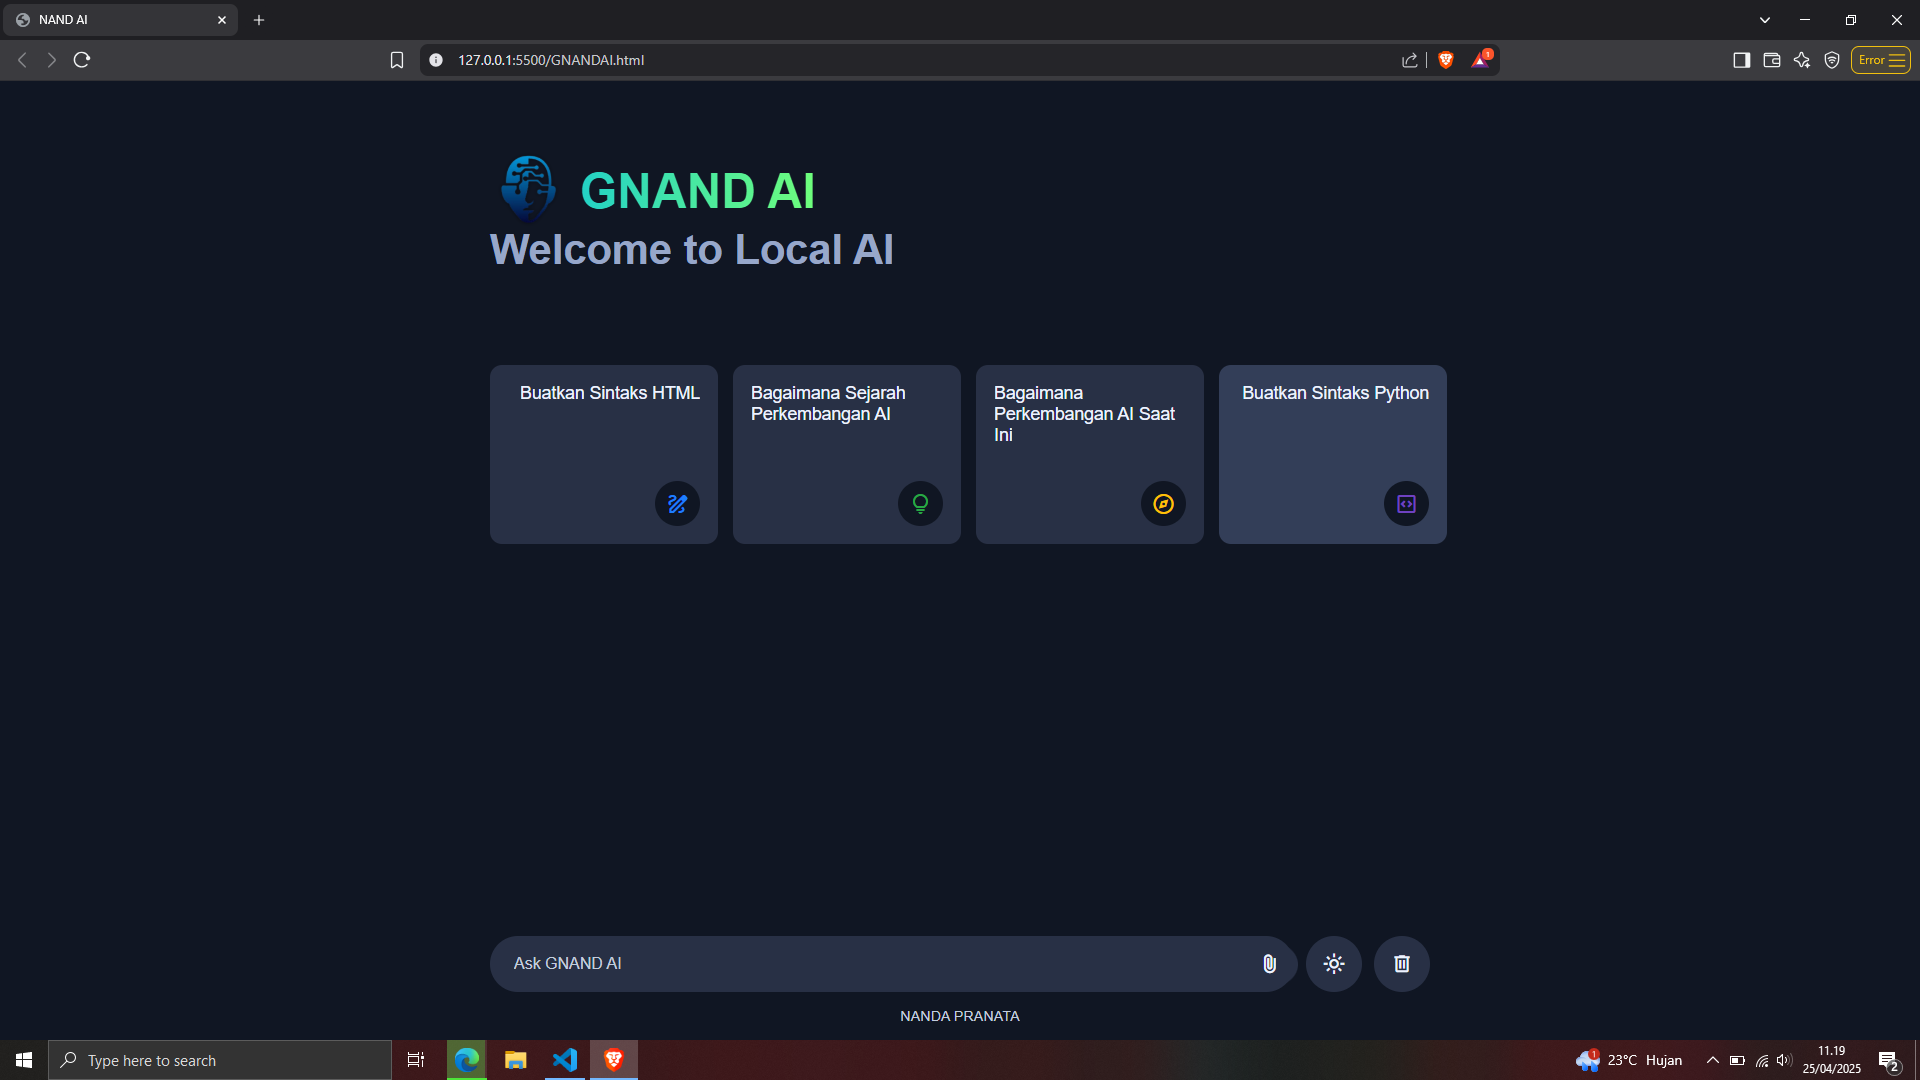 NAND AI
127.0.0.1:5500/GNANDAI.html
1
Error
GNAND AI
Welcome to Local AI
Buatkan Sintaks HTML
Bagaimana Sejarah
Perkembangan AI
Bagaimana
Perkembangan AI Saat
Ini
Buatkan Sintaks Python
Ask GNAND AI
NANDA PRANATA
Type here to search
1
23°C Hujan
11.19
25/04/2025
2